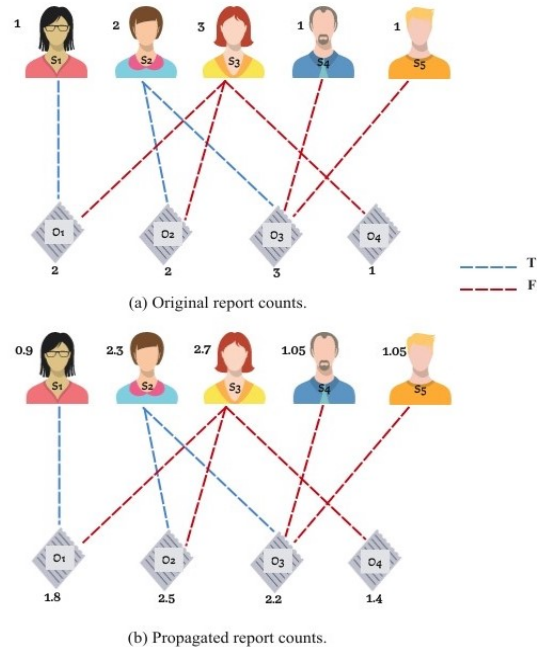 1 2 3 1 1
S1 S2 S3 S4 S5
O1 O2 O3 O4
2 2 3 1
T
F
(a) Original report counts.
0.9 2.3 2.7 1.05 1.05
S1 S2 S3 S4 S5
O1 O2 O3 O4
1.8 2.5 2.2 1.4
(b) Propagated report counts.